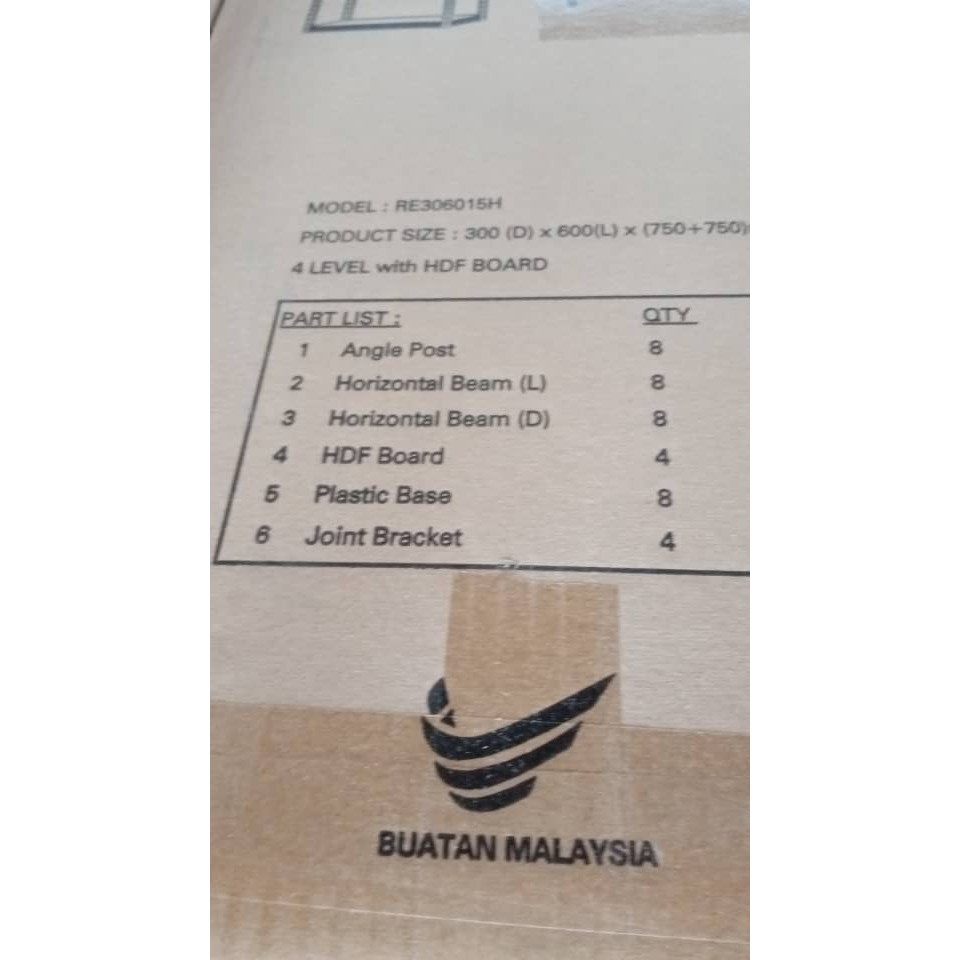 MODEL : RE306015H
PRODUCT SIZE : 300 (D) x 600(L) x (750+750)
4 LEVEL with HDF BOARD
PART LIST : QTY
1 Angle Post 8
2 Horizontal Beam (L) 8
3 Horizontal Beam (D) 8
4 HDF Board 4
5 Plastic Base 8
6 Joint Bracket 4
BUATAN MALAYSIA